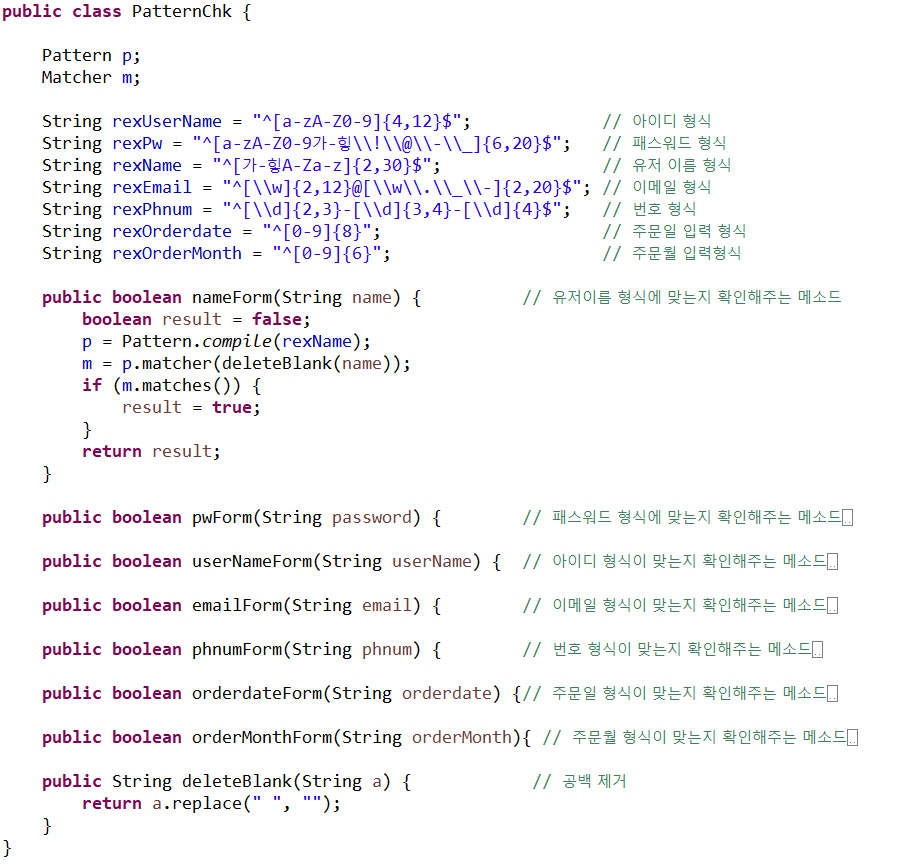 public class PatternChk {
Pattern p;
Matcher m;
String rexUserName = "^[a-zA-Z0-9]{4,12}$"; // 아이디 형식
String rexPw = "^[a-zA-Z0-9가-힣\\!\\@\\-\\_]{6,20}$"; // 패스워드 형식
String rexName = "^[가-힣A-Za-z]{2,30}$"; // 유저 이름 형식
String rexEmail = "^[\\w]{2,12}@[\\w\\.\\_\\-]{2,20}$"; // 이메일 형식
String rexPhnum = "^[\\d]{2,3}-[\\d]{3,4}-[\\d]{4}$"; // 번호 형식
String rexOrderdate = "^[0-9]{8}"; // 주문일 입력 형식
String rexOrderMonth = "^[0-9]{6}"; // 주문월 입력형식
public boolean nameForm(String name) { // 유저이름 형식에 맞는지 확인해주는 메소드
boolean result = false;
p = Pattern.compile(rexName);
m = p.matcher(deleteBlank(name));
if (m.matches()) {
result = true;
}
return result;
}
public boolean pwForm(String password) { // 패스워드 형식에 맞는지 확인해주는 메소드
public boolean userNameForm(String userName) { // 아이디 형식이 맞는지 확인해주는 메소드
public boolean emailForm(String email) { // 이메일 형식이 맞는지 확인해주는 메소드
public boolean phnumForm(String phnum) { // 번호 형식이 맞는지 확인해주는 메소드
public boolean orderdateForm(String orderdate) {// 주문일 형식이 맞는지 확인해주는 메소드
public boolean orderMonthForm(String orderMonth){ // 주문월 형식이 맞는지 확인해주는 메소드
public String deleteBlank(String a) { // 공백 제거
return a.replace(" ", "");
}
}